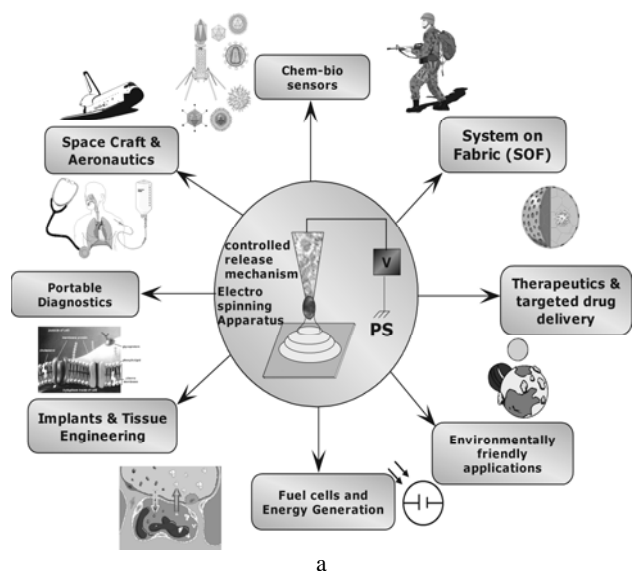 Chem-bio
sensors
Space Craft &
Aeronautics
System on
Fabric (SOF)
controlled
release
mechanism
Electro
spinning
Apparatus
V
PS
Portable
Diagnostics
Therapeutics &
targeted drug
delivery
Implants & Tissue
Engineering
Environmentally
friendly
applications
Fuel cells and
Energy Generation
a